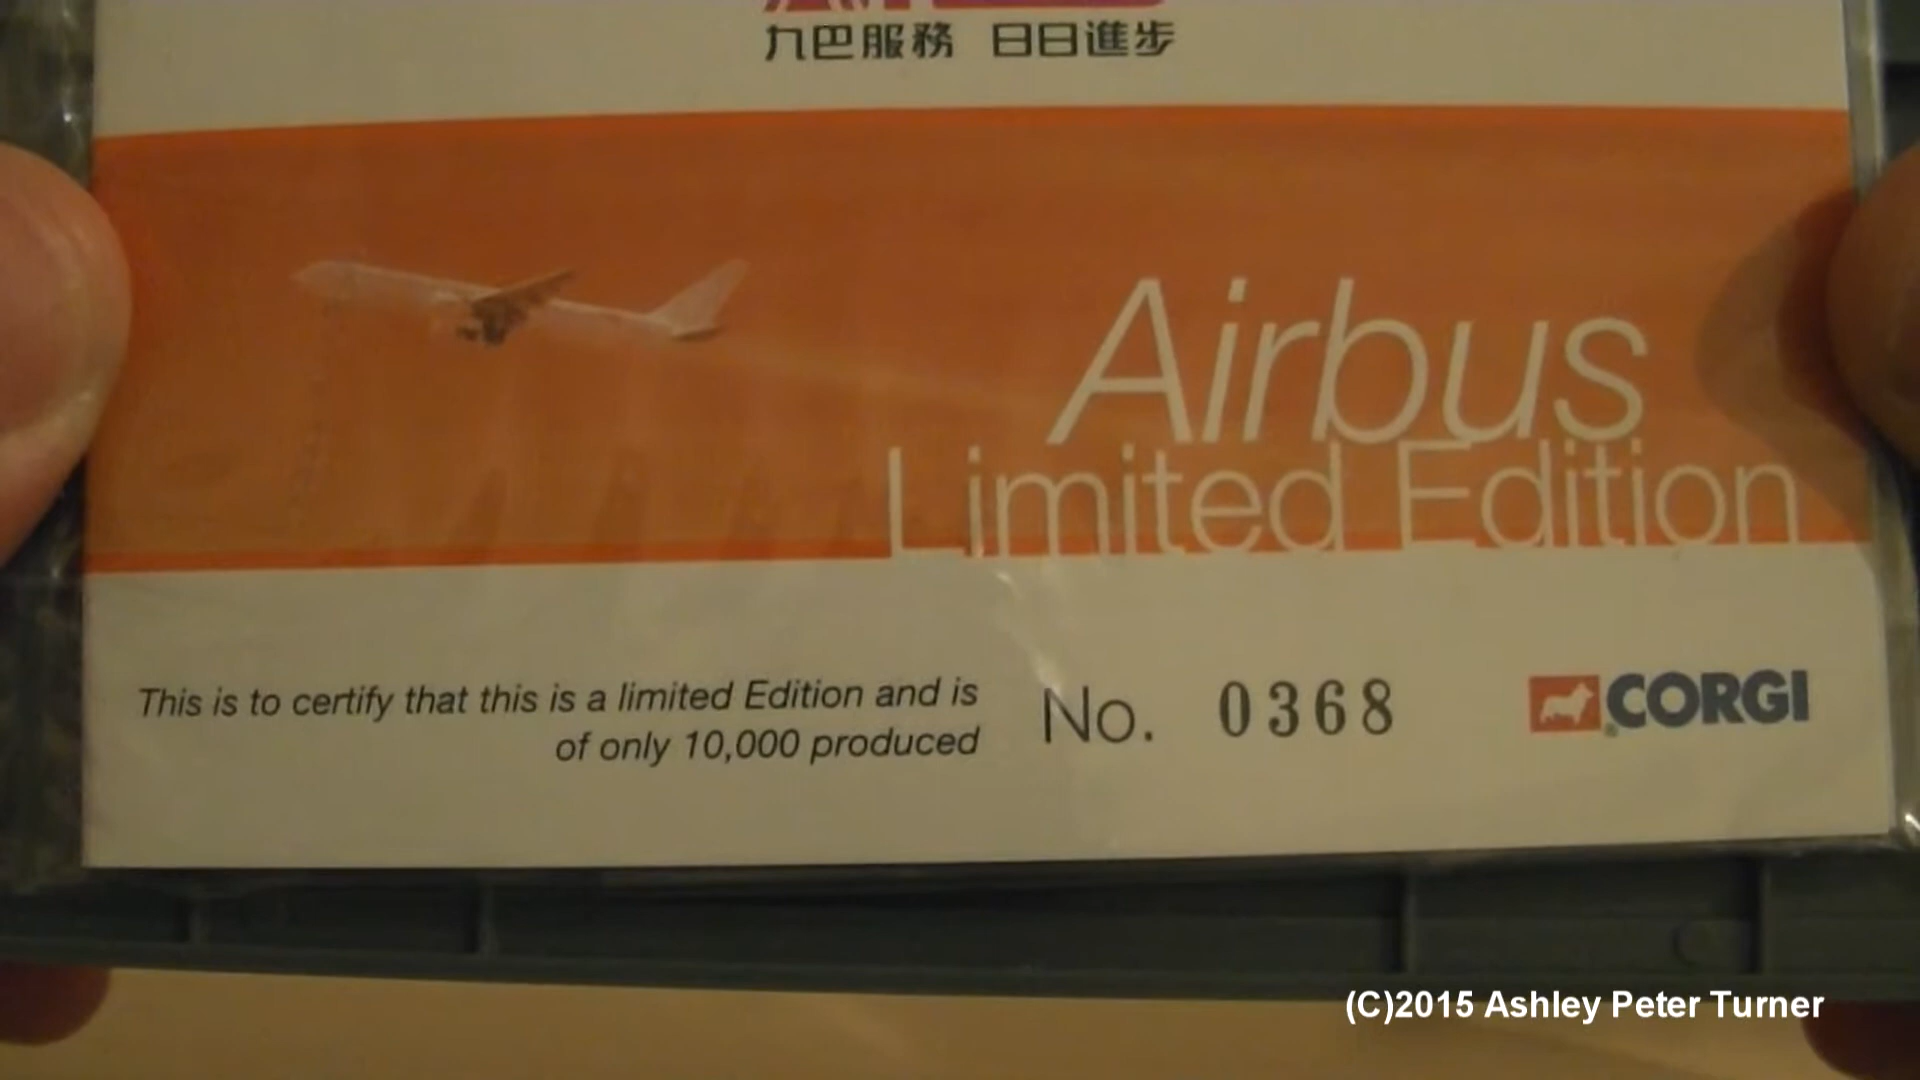 九巴服務 日日進步
Airbus
Limited Edition
This is to certify that this is a limited Edition and is
of only 10,000 produced
No. 0368
CORGI
(C)2015 Ashley Peter Turner